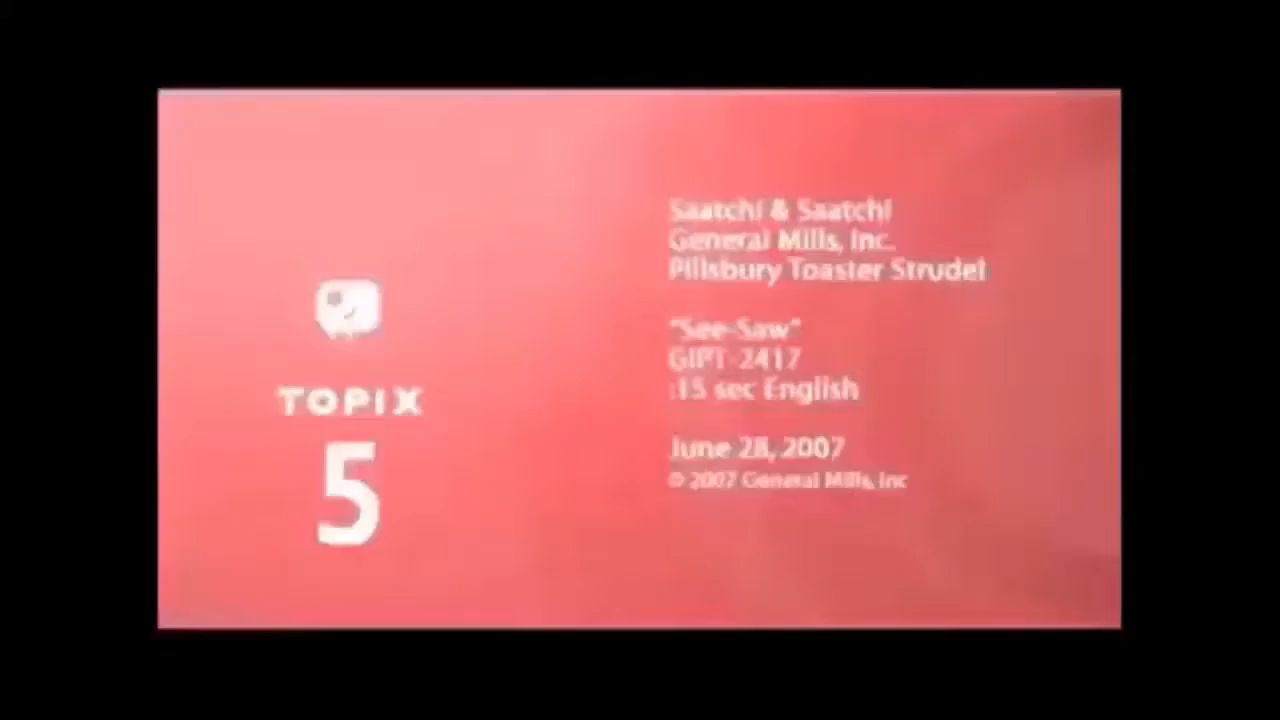 TOPIX
5
Saatchi & Saatchi
General Mills, Inc.
Pillsbury Toaster Strudel
"See-Saw"
GIPT-2417
:15 sec English
June 28, 2007
© 2007 General Mills, Inc